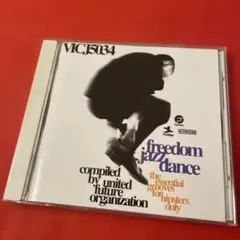 VICJ5034
freedom
jazz
dance
the
essential
grooves
for
hipsters
only
compiled
by united
future
organization